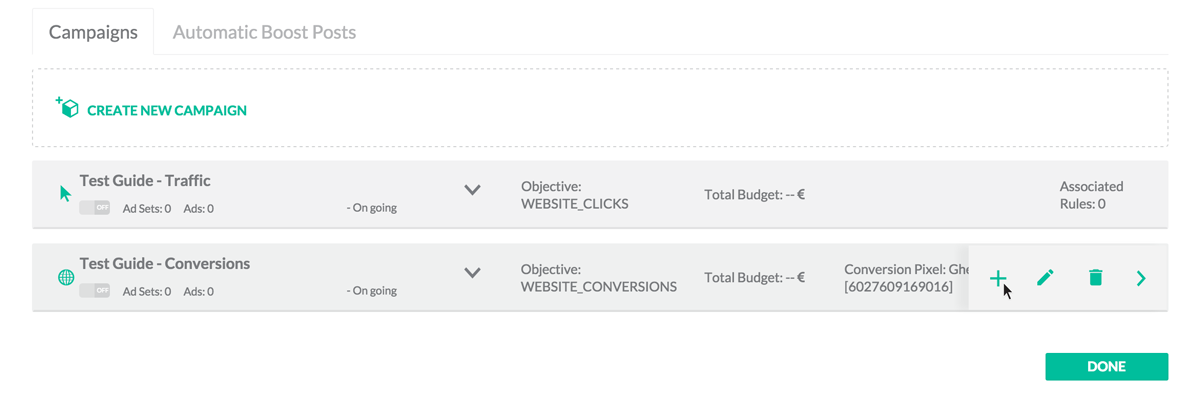 Campaigns
Automatic Boost Posts
CREATE NEW CAMPAIGN
Test Guide - Traffic
OFF
Ad Sets: 0
Ads: 0
- On going
Objective:
WEBSITE_CLICKS
Total Budget: -- €
Associated
Rules: 0
Test Guide - Conversions
OFF
Ad Sets: 0
Ads: 0
- On going
Objective:
WEBSITE_CONVERSIONS
Total Budget: -- €
Conversion Pixel: Ghe
[6027609169016]
DONE